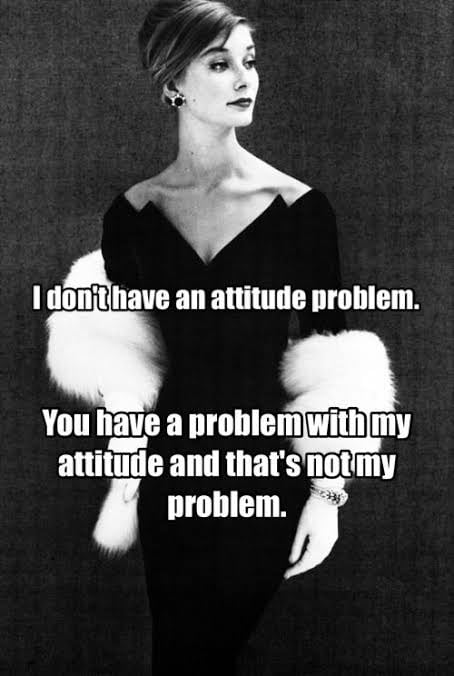 I don't have an attitude problem.
You have a problem with my
attitude and that's not my
problem.